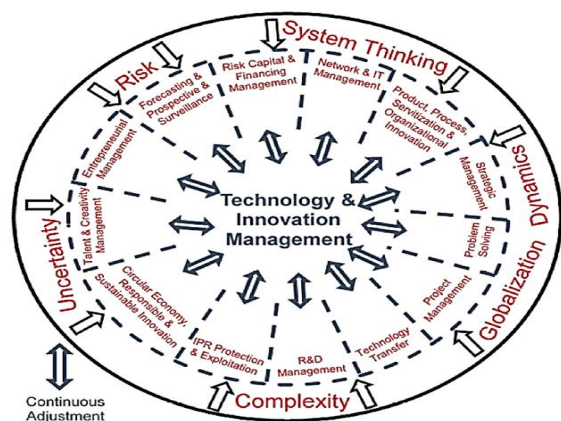 System Thinking
Risk
Risk Capital &
Financing
Management
Network & IT
Management
Forecasting &
Prospective &
Surveillance
Product, Process,
Servitization &
Organizational
Innovation
Entrepreneurial
Management
Strategic
Management
Dynamics
Technology &
Innovation
Management
Talent & Creativity
Management
Problem
Solving
Uncertainty
Globalization
Circular Economy,
Responsible &
Sustainable Innovation
Project
Management
IPR Protection
& Exploitation
R&D
Management
Technology
Transfer
Continuous
Adjustment
Complexity